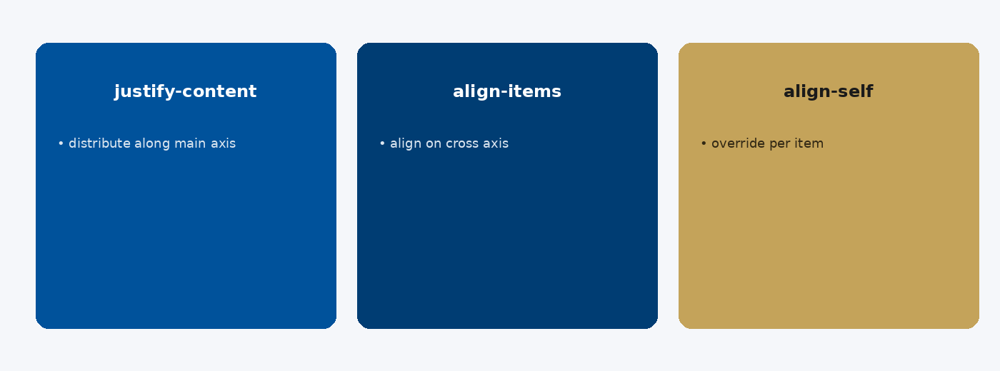 justify-content
• distribute along main axis
align-items
• align on cross axis
align-self
• override per item